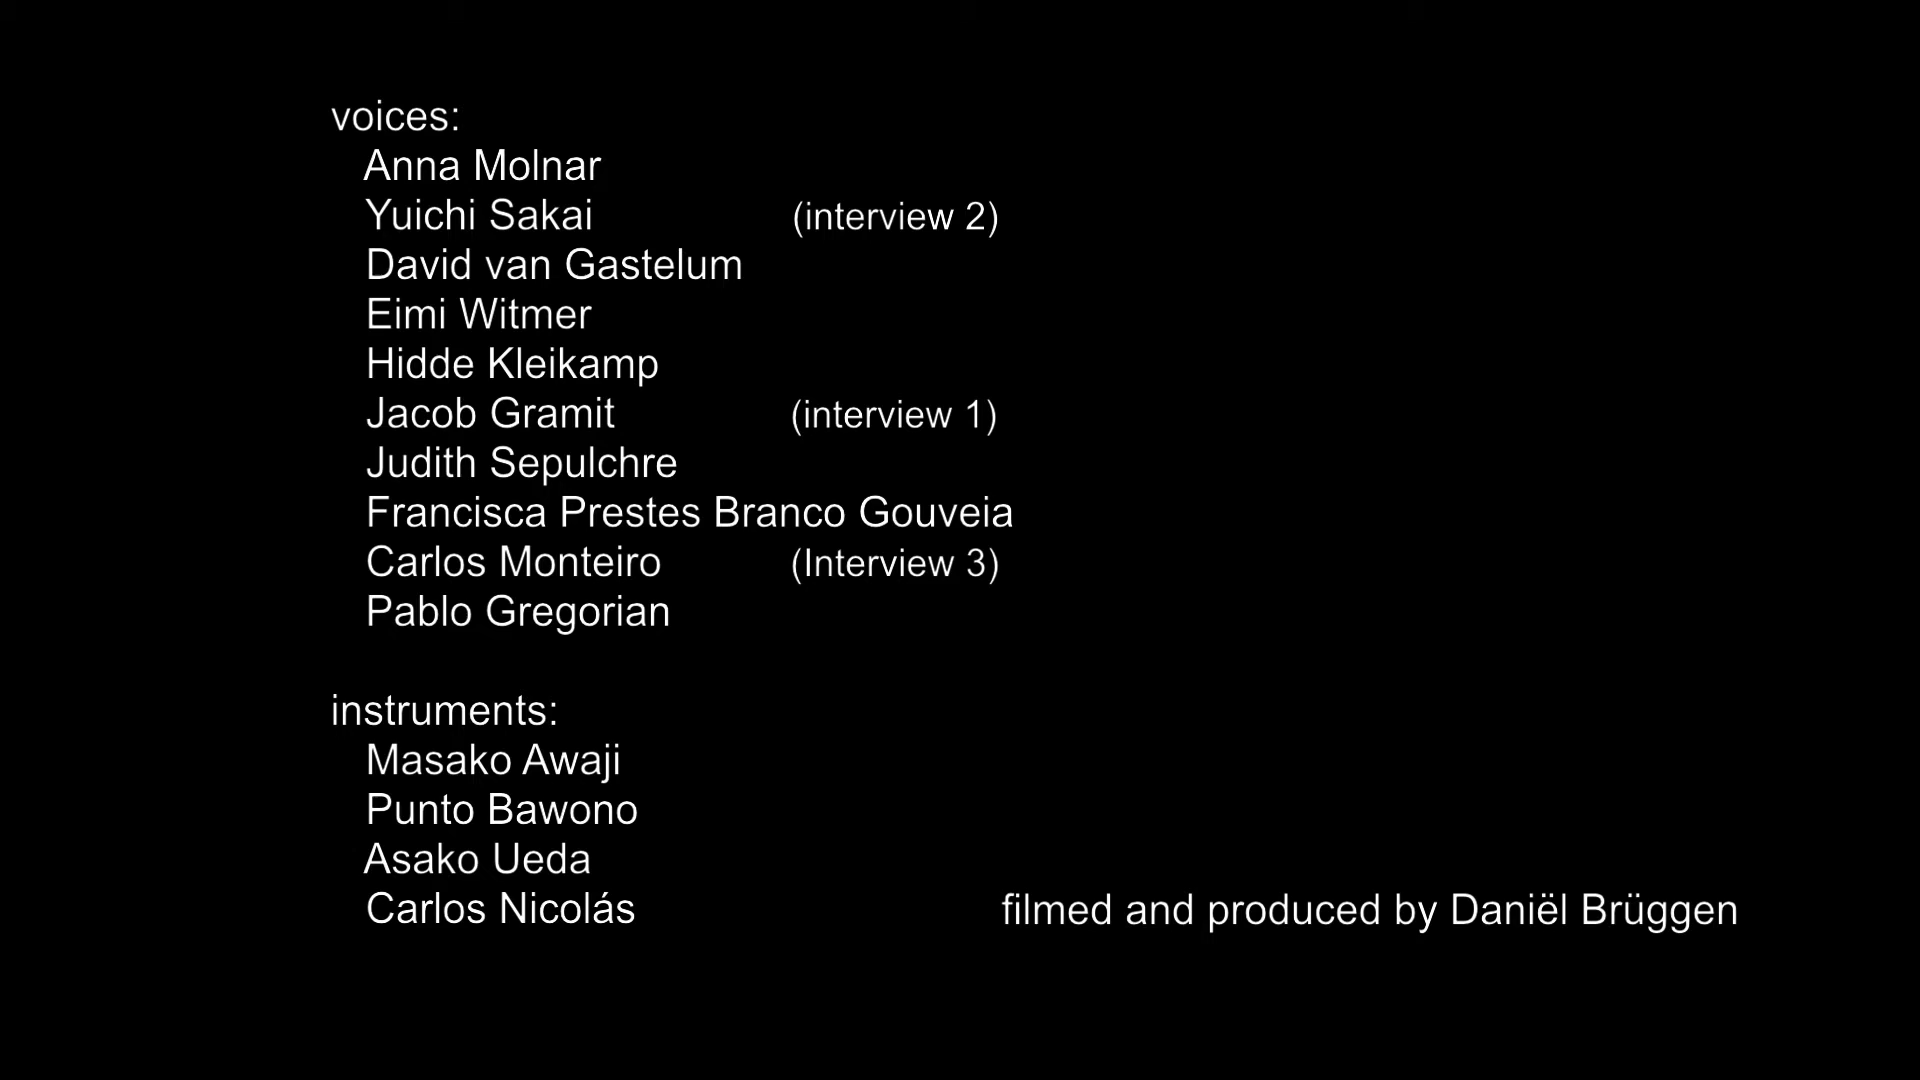 voices:
Anna Molnar
Yuichi Sakai (interview 2)
David van Gastelum
Eimi Witmer
Hidde Kleikamp
Jacob Gramit (interview 1)
Judith Sepulchre
Francisca Prestes Branco Gouveia
Carlos Monteiro (Interview 3)
Pablo Gregorian
instruments:
Masako Awaji
Punto Bawono
Asako Ueda
Carlos Nicolás
filmed and produced by Daniël Brüggen